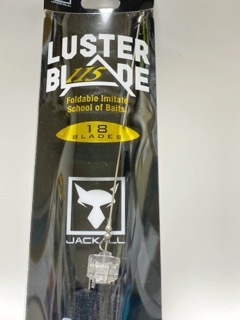 LUSTER
BLADE
115
Foldable Imitate
School of Baits
18
BLADES
JACKALL